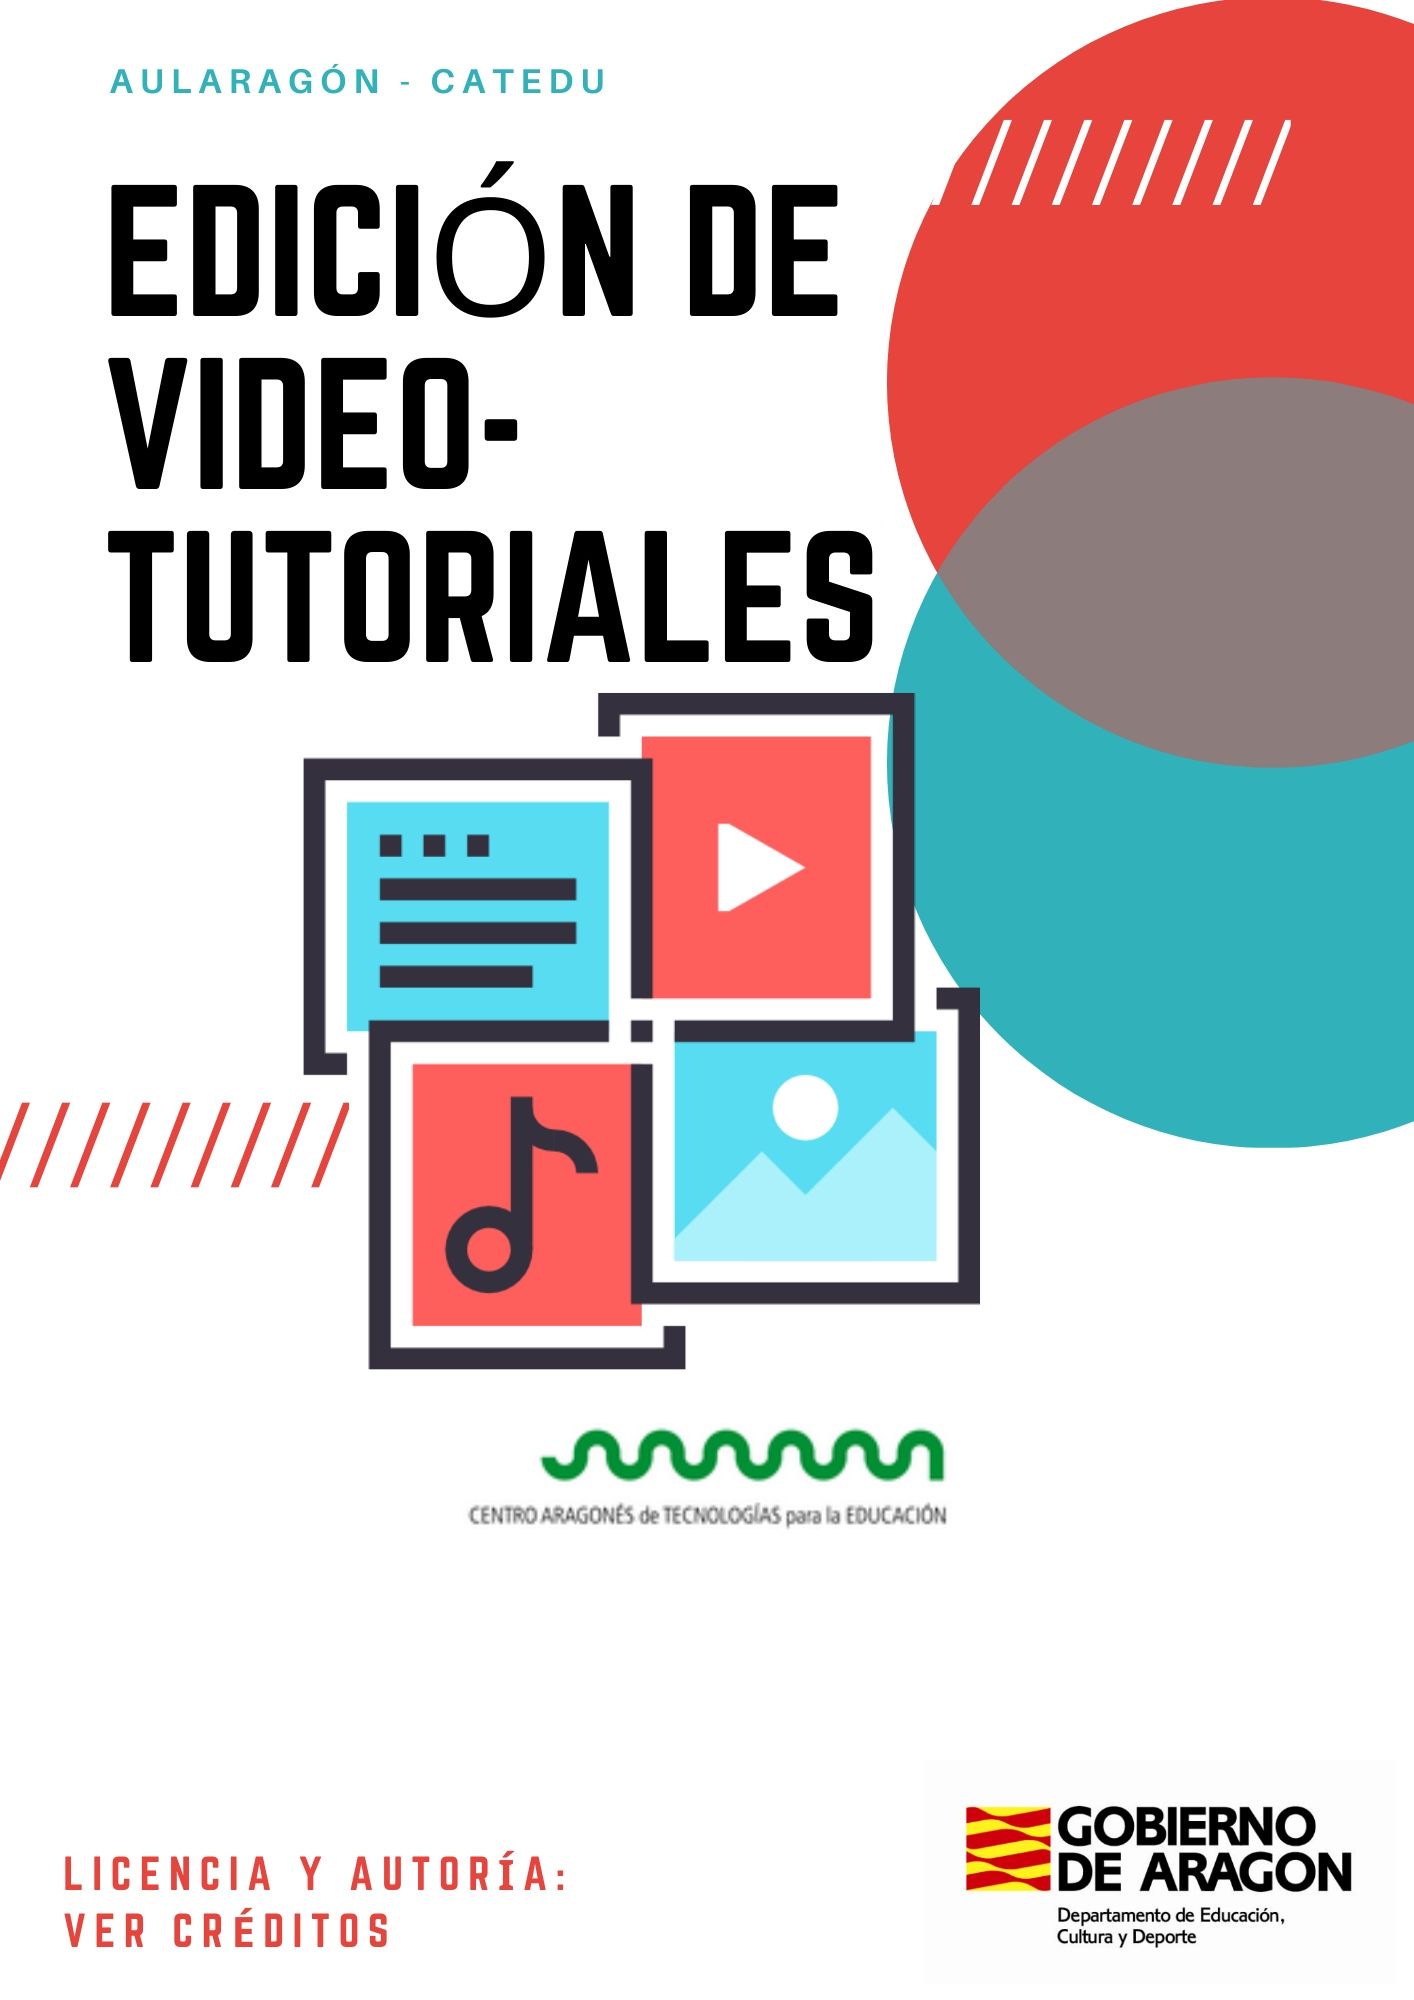 AULARAGÓN - CATEDU
EDICIÓN DE
VIDEO-
TUTORIALES
CENTRO ARAGONÉS de TECNOLOGÍAS para la EDUCACIÓN
LICENCIA Y AUTORÍA:
VER CRÉDITOS
GOBIERNO
DE ARAGON
Departamento de Educación,
Cultura y Deporte